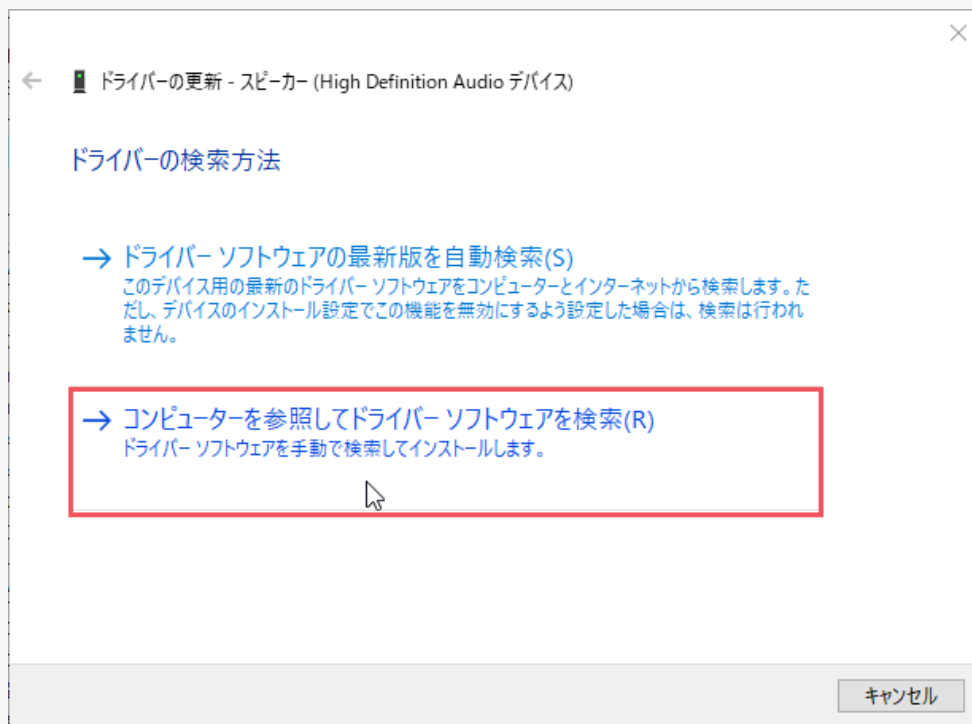 ドライバーの更新 - スピーカー (High Definition Audio デバイス)
ドライバーの検索方法
→ ドライバー ソフトウェアの最新版を自動検索(S)
このデバイス用の最新のドライバー ソフトウェアをコンピューターとインターネットから検索します。た
だし、デバイスのインストール設定でこの機能を無効にするよう設定した場合は、検索は行われ
ません。
→ コンピューターを参照してドライバー ソフトウェアを検索(R)
ドライバー ソフトウェアを手動で検索してインストールします。
キャンセル